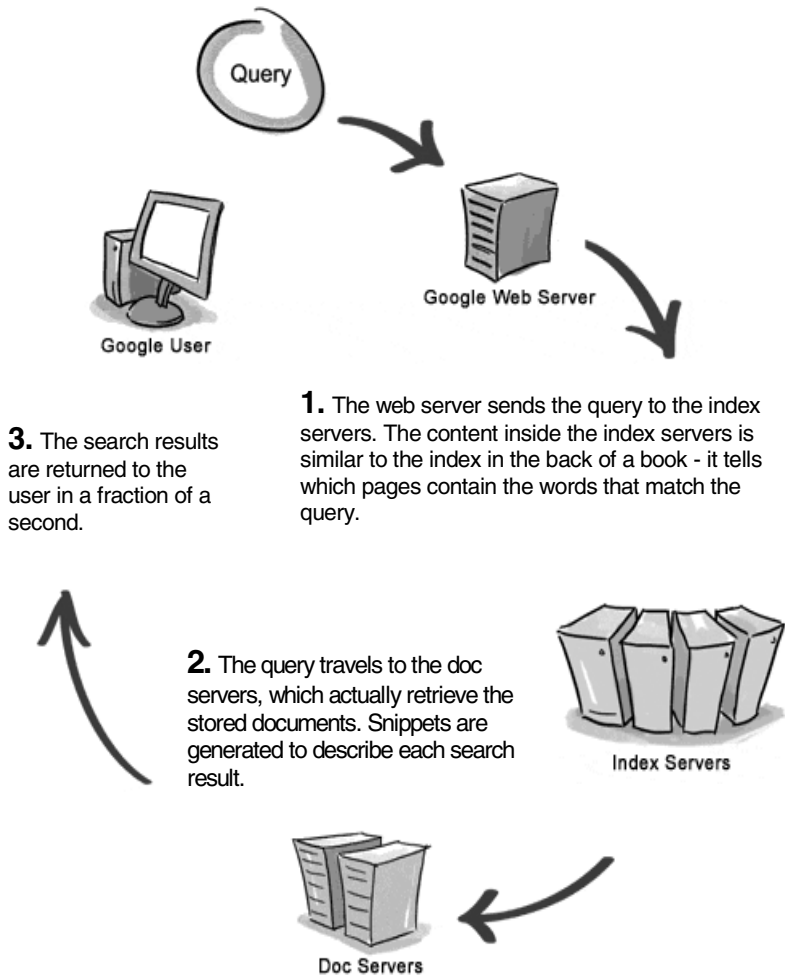 Query
Google Web Server
Google User
1. The web server sends the query to the index
servers. The content inside the index servers is
similar to the index in the back of a book - it tells
which pages contain the words that match the
query.
3. The search results
are returned to the
user in a fraction of a
second.
2. The query travels to the doc
servers, which actually retrieve the
stored documents. Snippets are
generated to describe each search
result.
Index Servers
Doc Servers